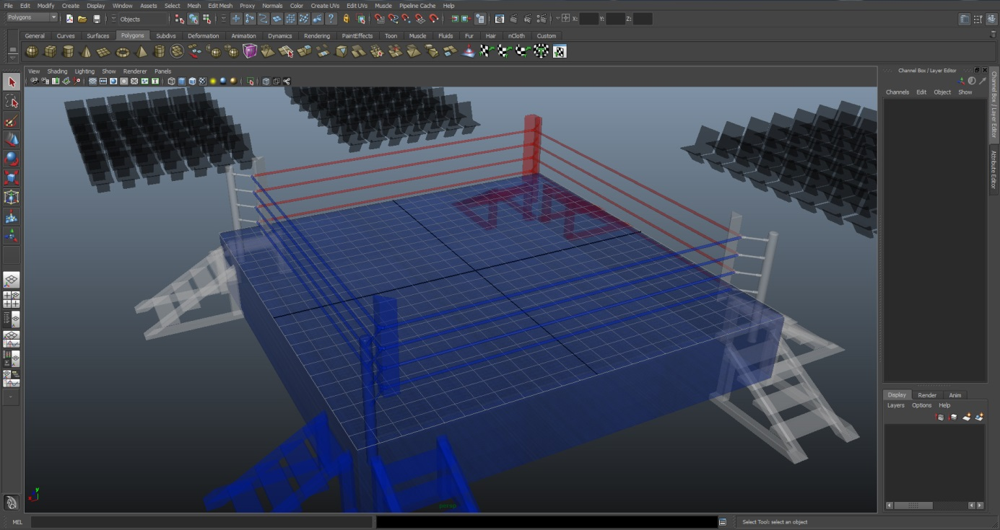 File Edit Modify Create Display Window Assets Select Mesh Edit Mesh Proxy Normals Color Create UVs Edit UVs Muscle Pipeline Cache Help
Polygons Objects X: Y: Z:
General Curves Surfaces Polygons Subdivs Deformation Animation Dynamics Rendering PaintEffects Toon Muscle Fluids Fur Hair nCloth Custom
View Shading Lighting Show Renderer Panels
Channel Box / Layer Editor
Channels Edit Object Show
Channel Box / Layer Editor
Attribute Editor
Display Render Anim
Layers Options Help
y
persp
MEL
Select Tool: select an object